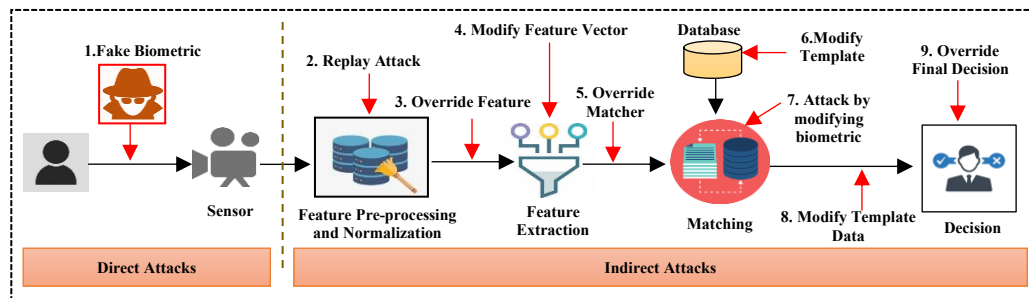 1.Fake Biometric
2. Replay Attack
3. Override Feature
4. Modify Feature Vector
5. Override
Matcher
Database
6.Modify
Template
7. Attack by
modifying
biometric
8. Modify Template
Data
9. Override
Final Decision
Sensor
Feature Pre-processing
and Normalization
Feature
Extraction
Matching
Decision
Direct Attacks
Indirect Attacks